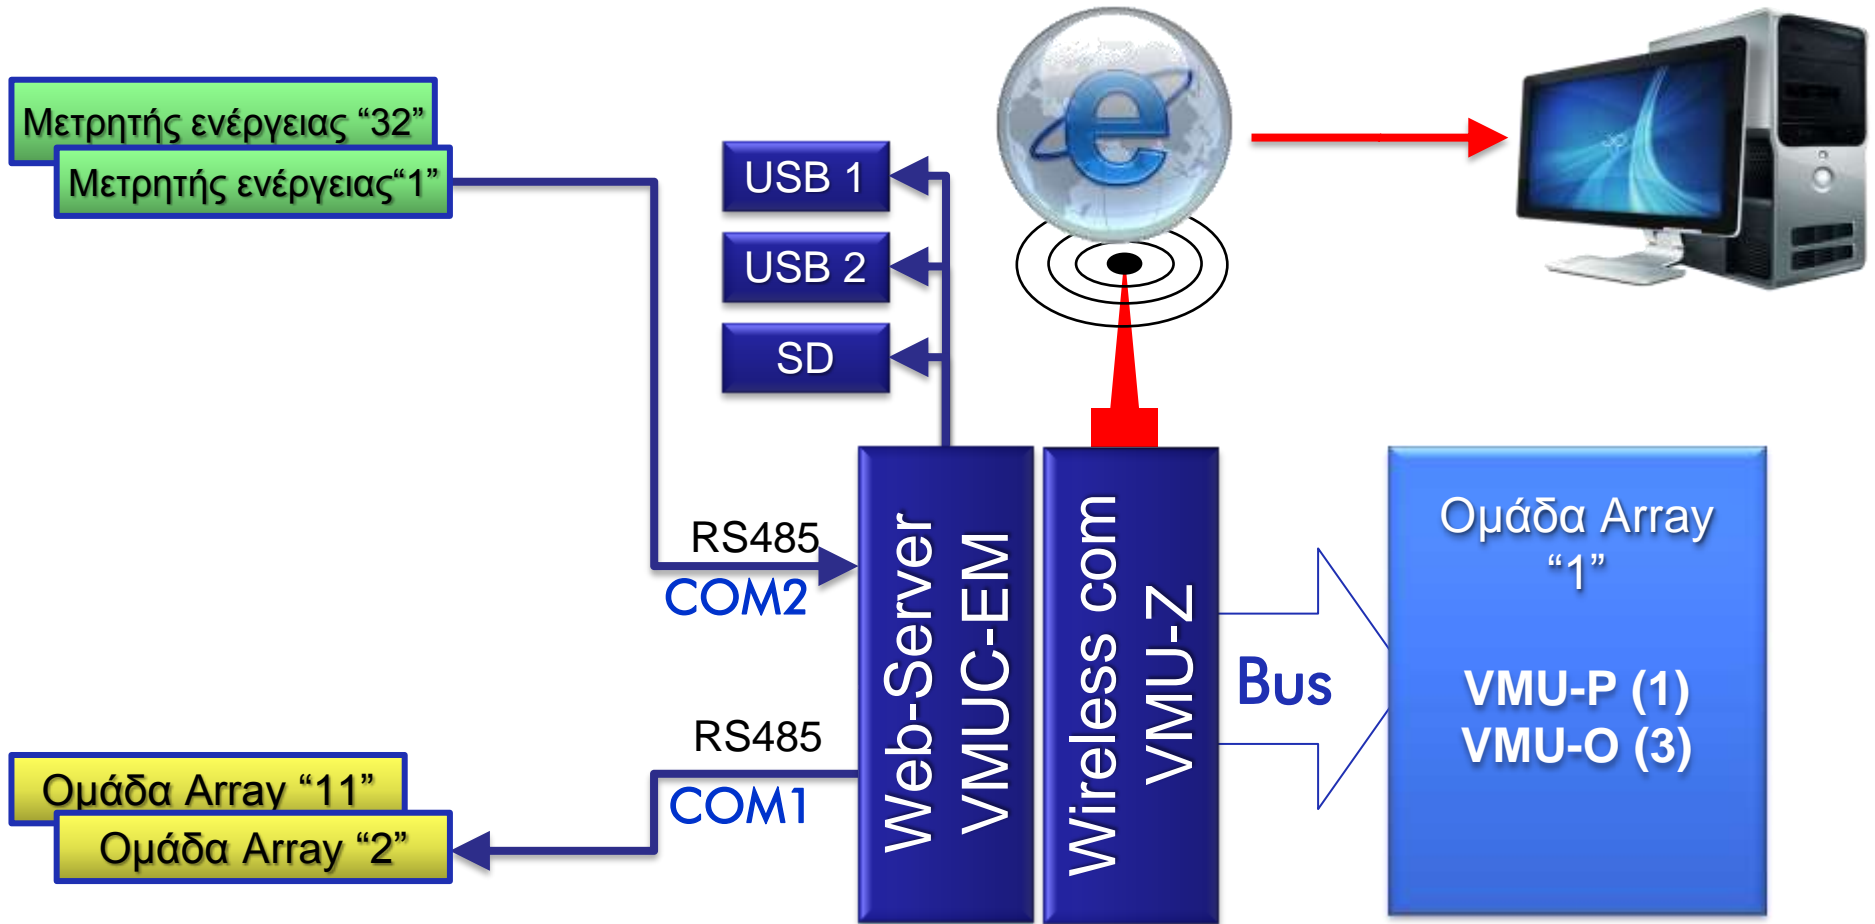 Μετρητής ενέργειας “32”
Μετρητής ενέργειας“1”
USB 1
USB 2
SD
RS485
COM2
RS485
COM1
Ομάδα Array “11”
Ομάδα Array “2”
Web-Server
VMUC-EM
Wireless com
VMU-Z
Bus
Ομάδα Array
“1”
VMU-P (1)
VMU-O (3)